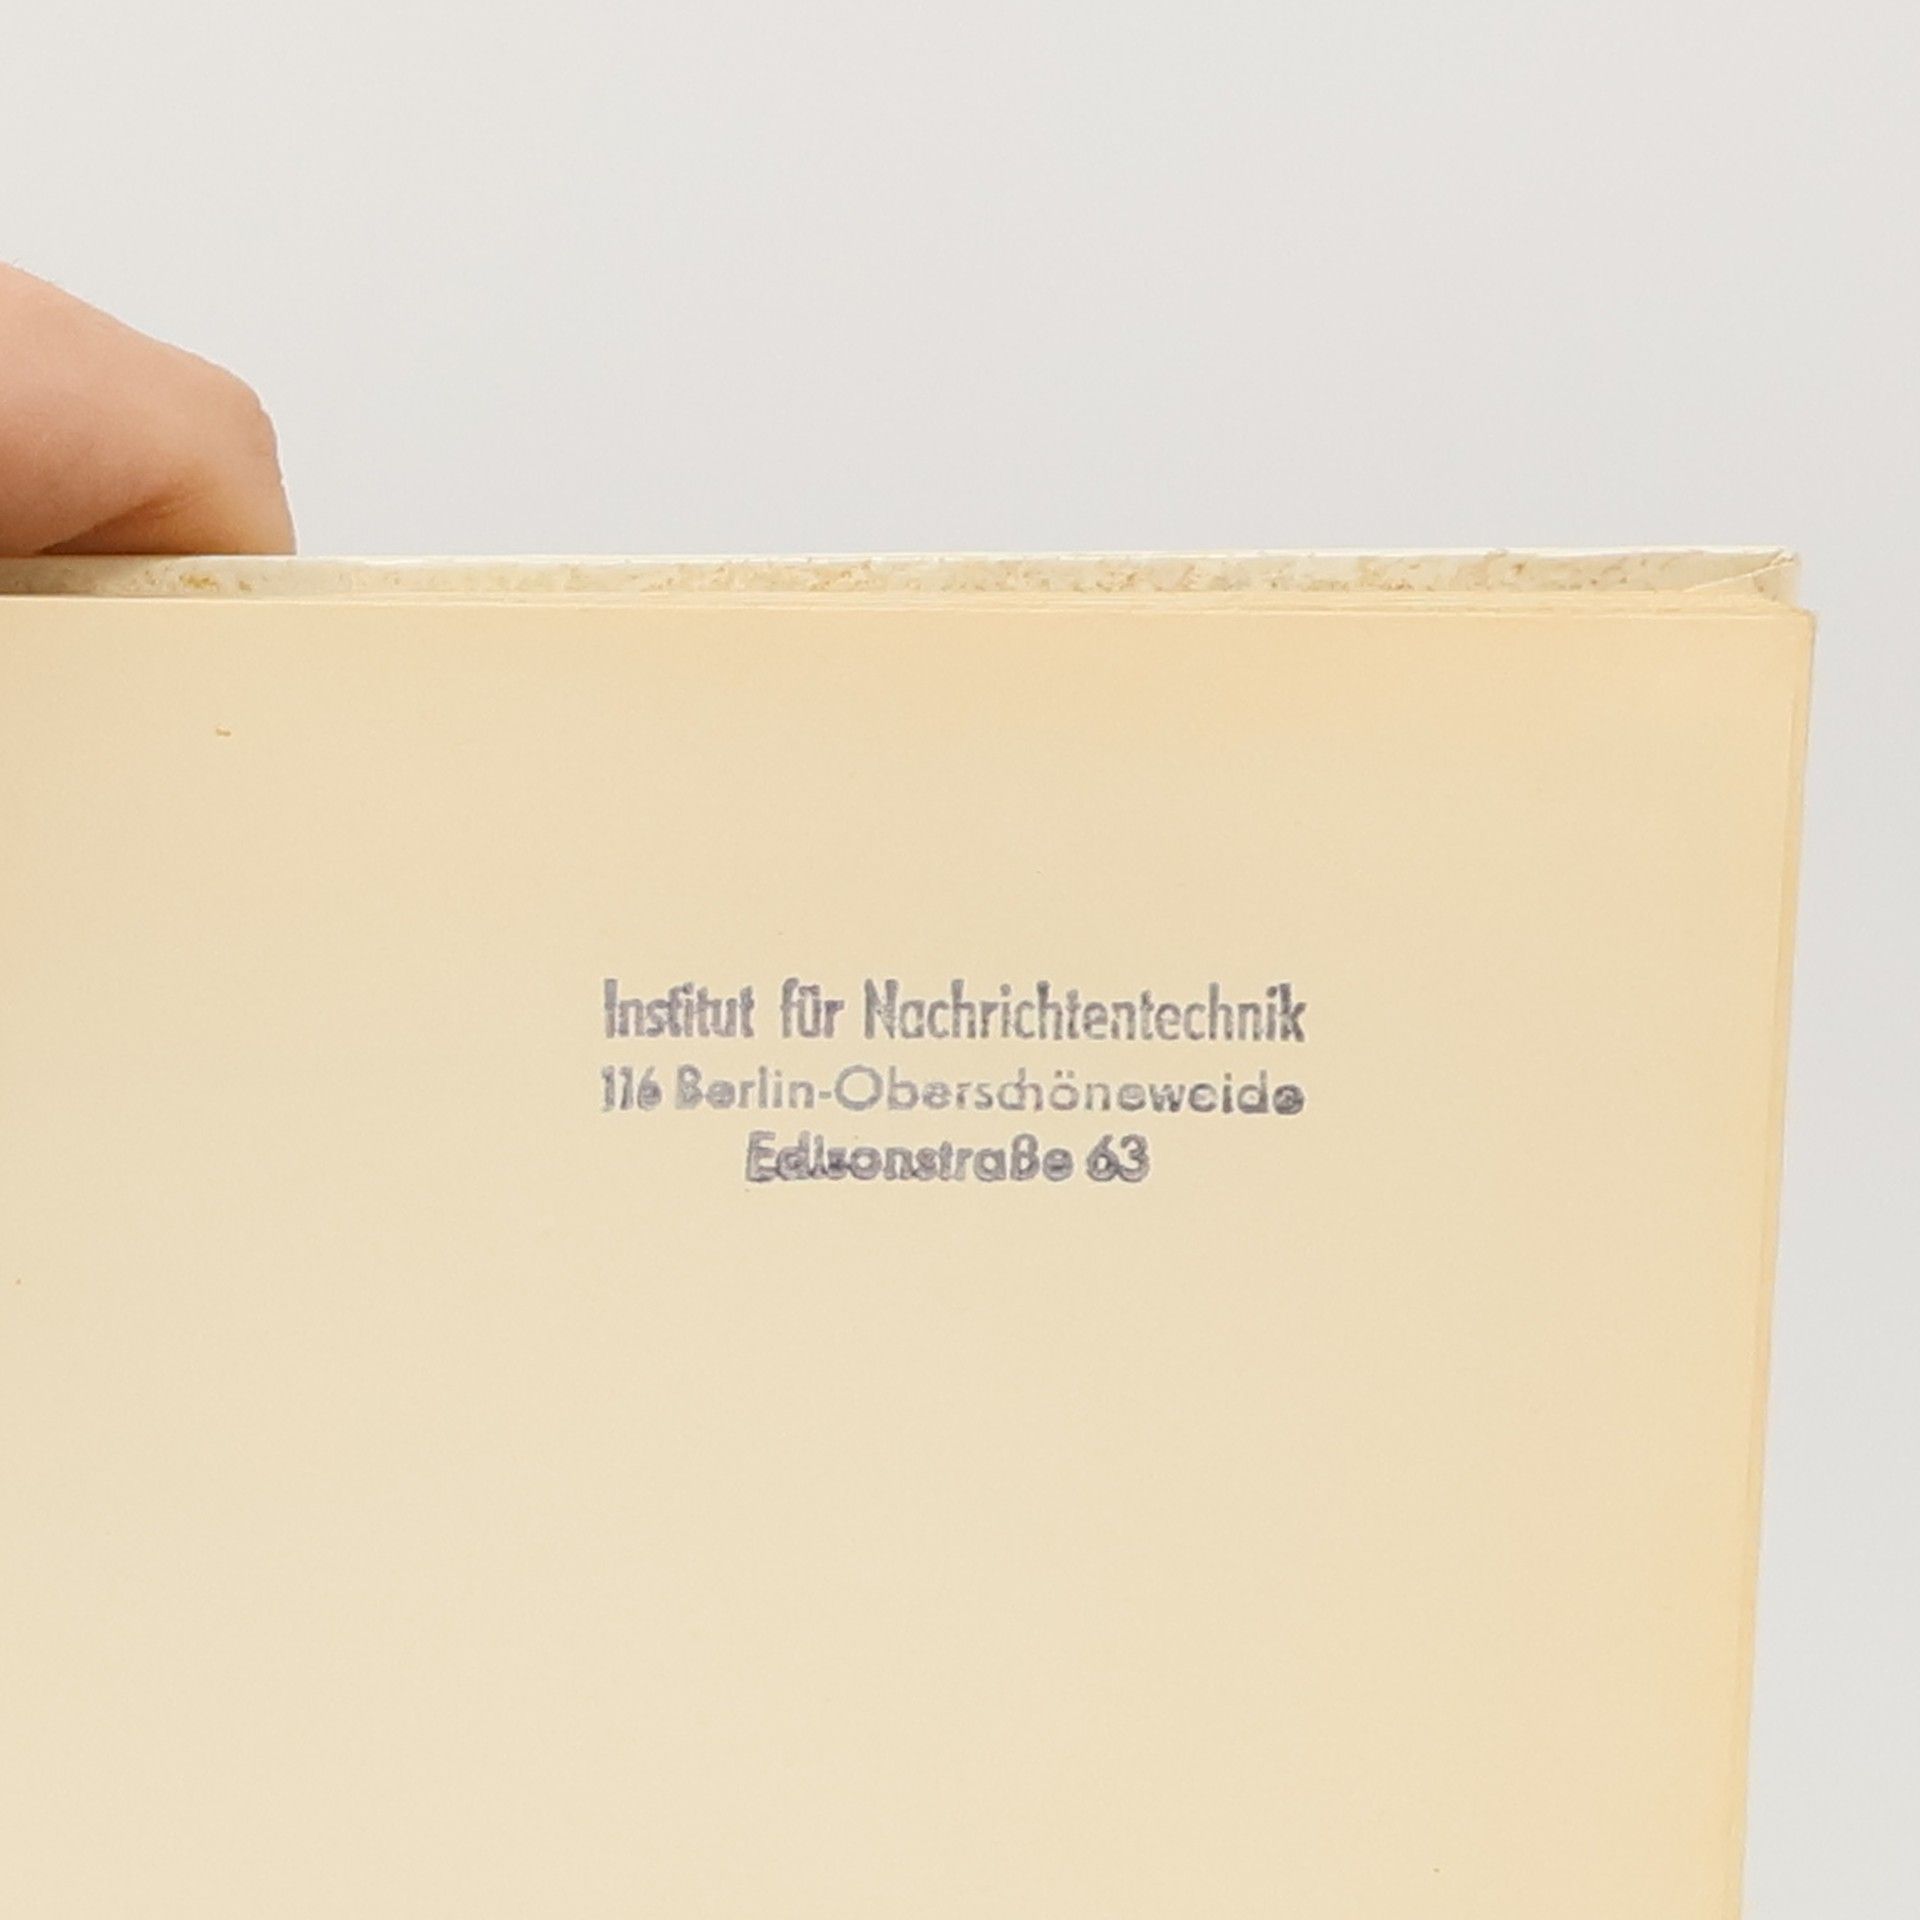 Institut für Nachrichtentechnik
116 Berlin-Oberschöneweide
Edisonstraße 63